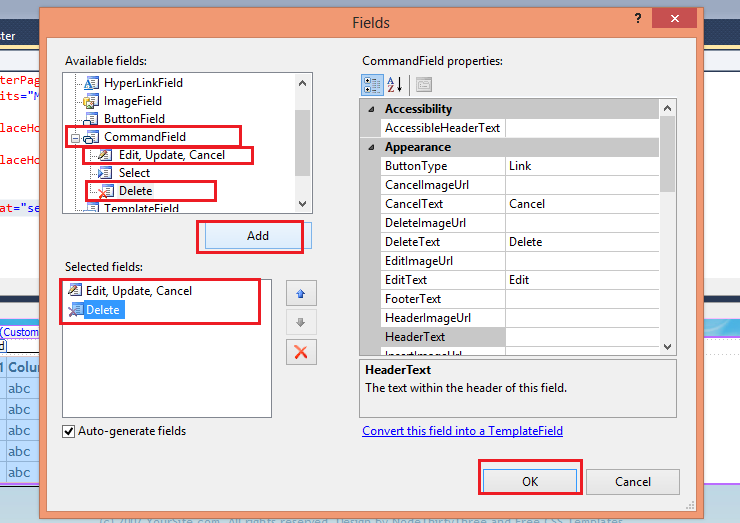 Fields
?
ster
Available fields:
CommandField properties:
terPag
its="M
HyperLinkField
ImageField
ButtonField
CommandField
Edit, Update, Cancel
Select
Delete
TemplateField
laceHo
laceHo
at="se
Add
Selected fields:
Edit, Update, Cancel
Delete
Auto-generate fields
A
Z
Accessibility
AccessibleHeaderText
Appearance
ButtonType Link
CancelImageUrl
CancelText Cancel
DeleteImageUrl
DeleteText Delete
EditImageUrl
EditText Edit
FooterText
HeaderImageUrl
HeaderText
InsertImageUrl
HeaderText
The text within the header of this field.
Convert this field into a TemplateField
OK
Cancel
(Custom
d)
1 Colum
abc
abc
abc
abc
abc
(c) 2007 YourSite.com. All rights reserved. Design by NodeThirtyThree and Free CSS Templates